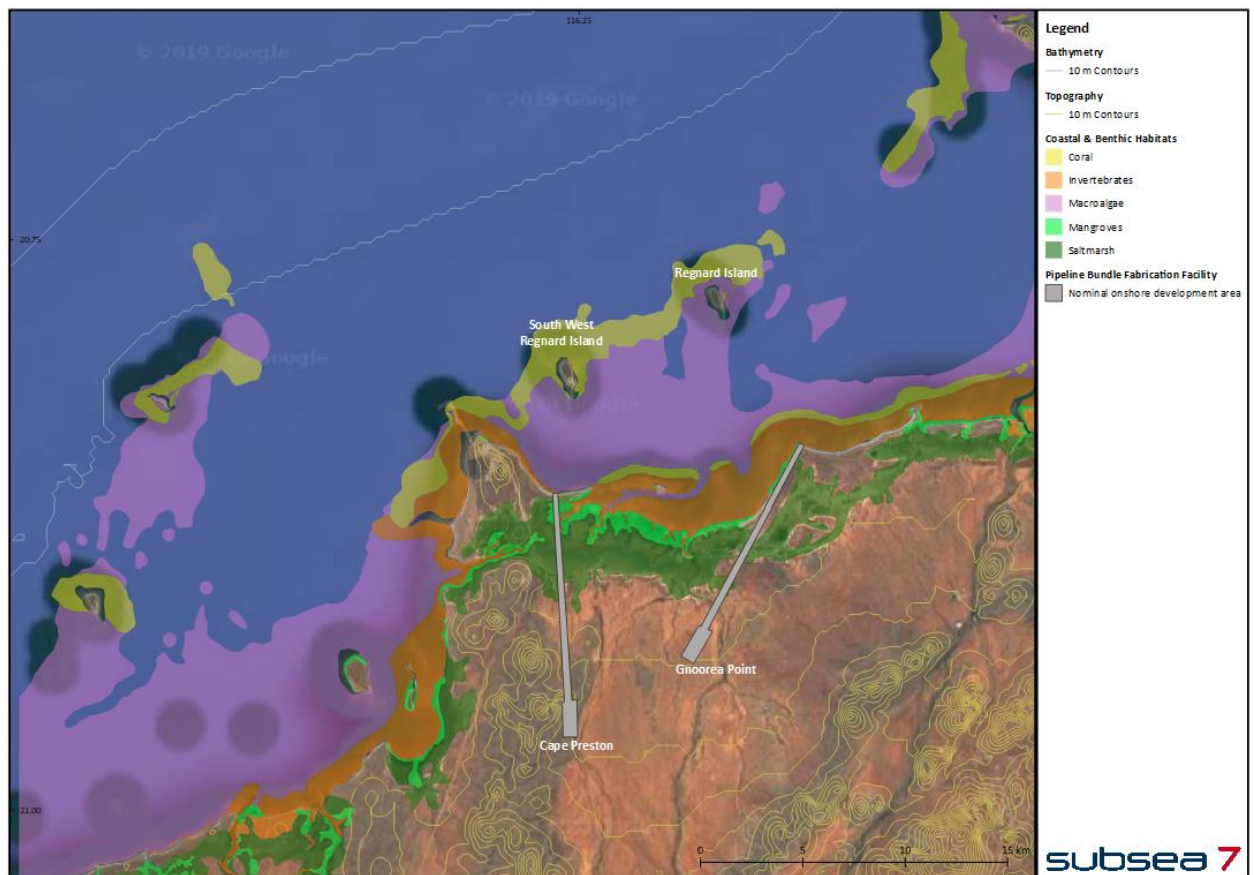 116.25
© 2019 Google
© 2019 Google
20.75
Regnard Island
South West
Regnard Island
Gnoorea Point
Cape Preston
21.00
0 5 10 15 km
Legend
Bathymetry
10 m Contours
Topography
10 m Contours
Coastal & Benthic Habitats
Coral
Invertebrates
Macroalgae
Mangroves
Saltmarsh
Pipeline Bundle Fabrication Facility
Nominal onshore development area
subsea 7